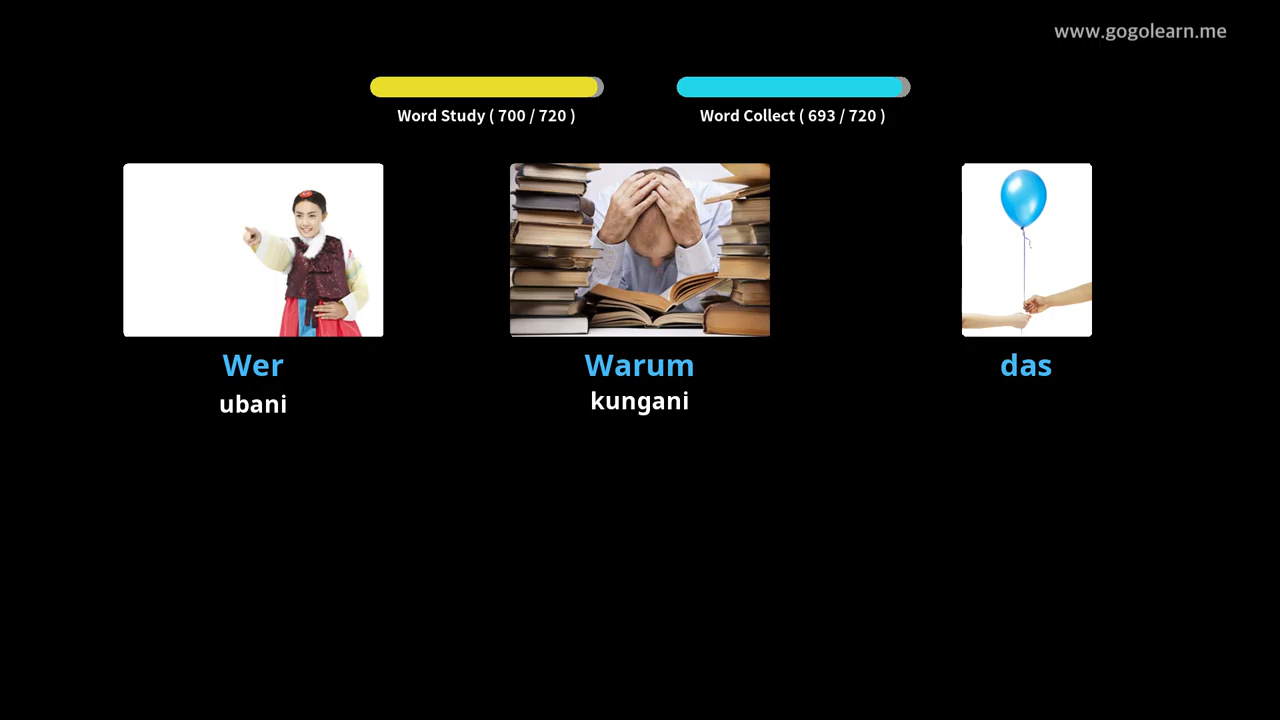 www.gogolearn.me
Word Study ( 700 / 720 )
Word Collect ( 693 / 720 )
Wer
Warum
das
ubani
kungani